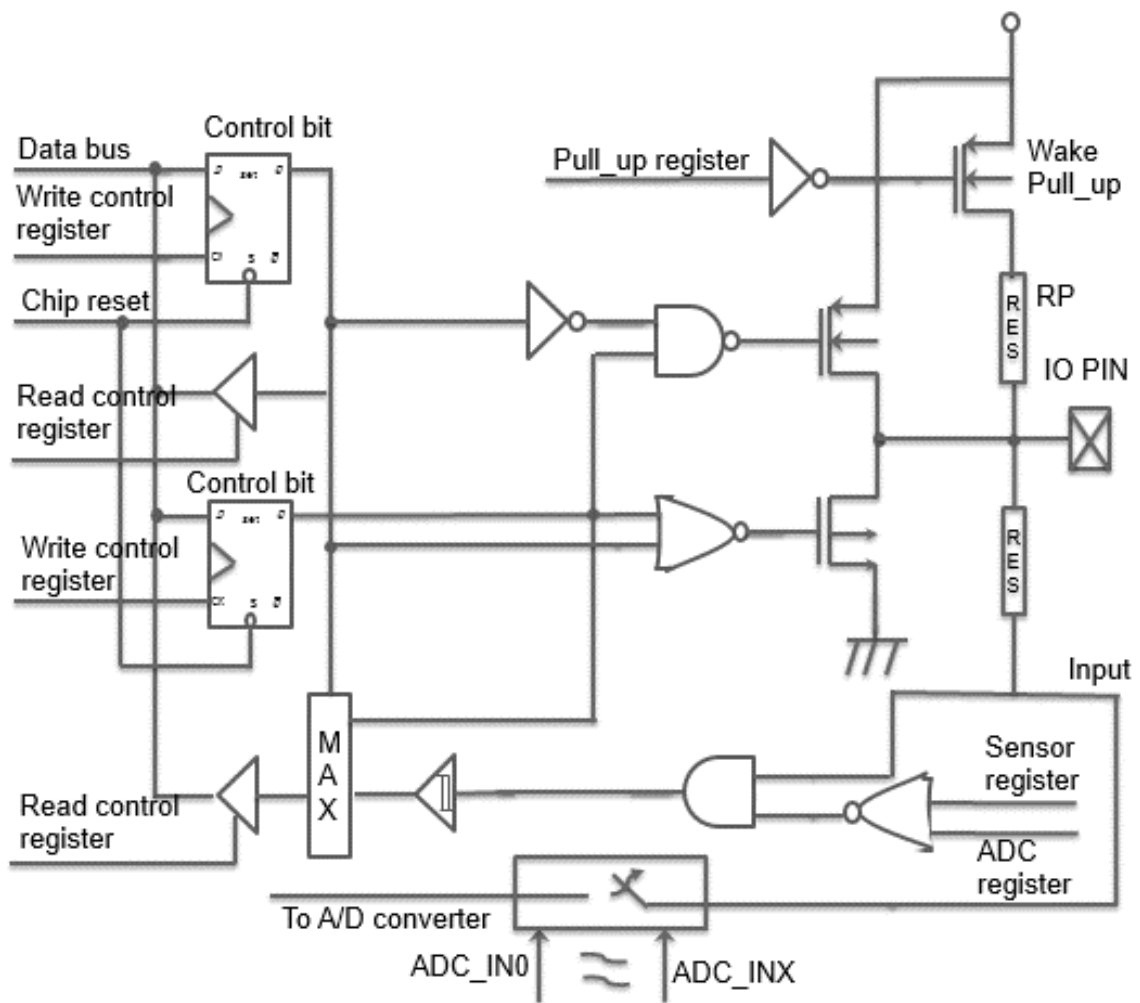 Control bit
Data bus
Write control
register
Chip reset
Read control
register
Control bit
Write control
register
Read control
register
MAX
Pull_up register
Wake
Pull_up
RES
RP
IO PIN
RES
Input
Sensor
register
ADC
register
To A/D converter
ADC_IN0
ADC_INX